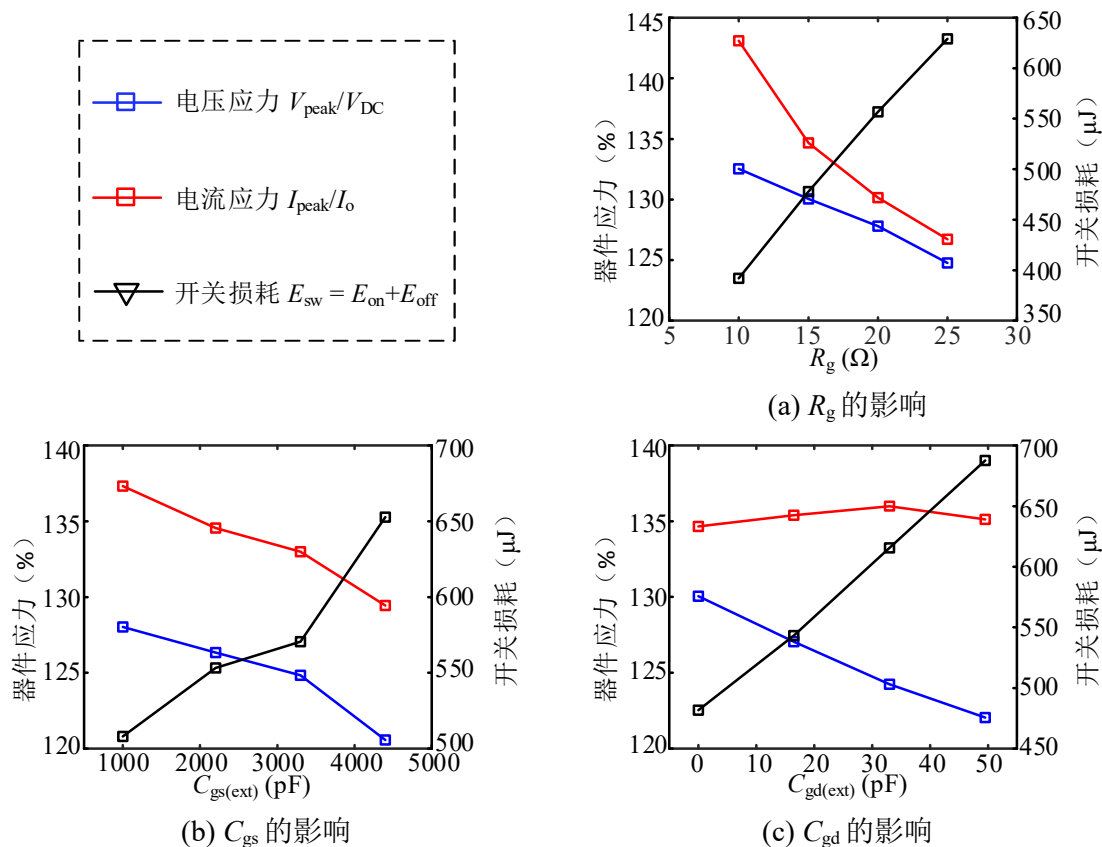 电压应力 Vpeak/VDC
电流应力 Ipeak/Io
开关损耗 Esw = Eon+Eoff
145
140
135
130
125
120
器件应力（%）
650
600
550
500
450
400
350
开关损耗（μJ）
5 10 15 20 25 30
Rg (Ω)
(a) Rg 的影响
140
135
130
125
120
器件应力（%）
700
650
600
550
500
开关损耗（μJ）
1000 2000 3000 4000 5000
Cgs(ext) (pF)
(b) Cgs 的影响
140
135
130
125
120
器件应力（%）
700
650
600
550
500
450
开关损耗（μJ）
0 10 20 30 40 50
Cgd(ext) (pF)
(c) Cgd 的影响